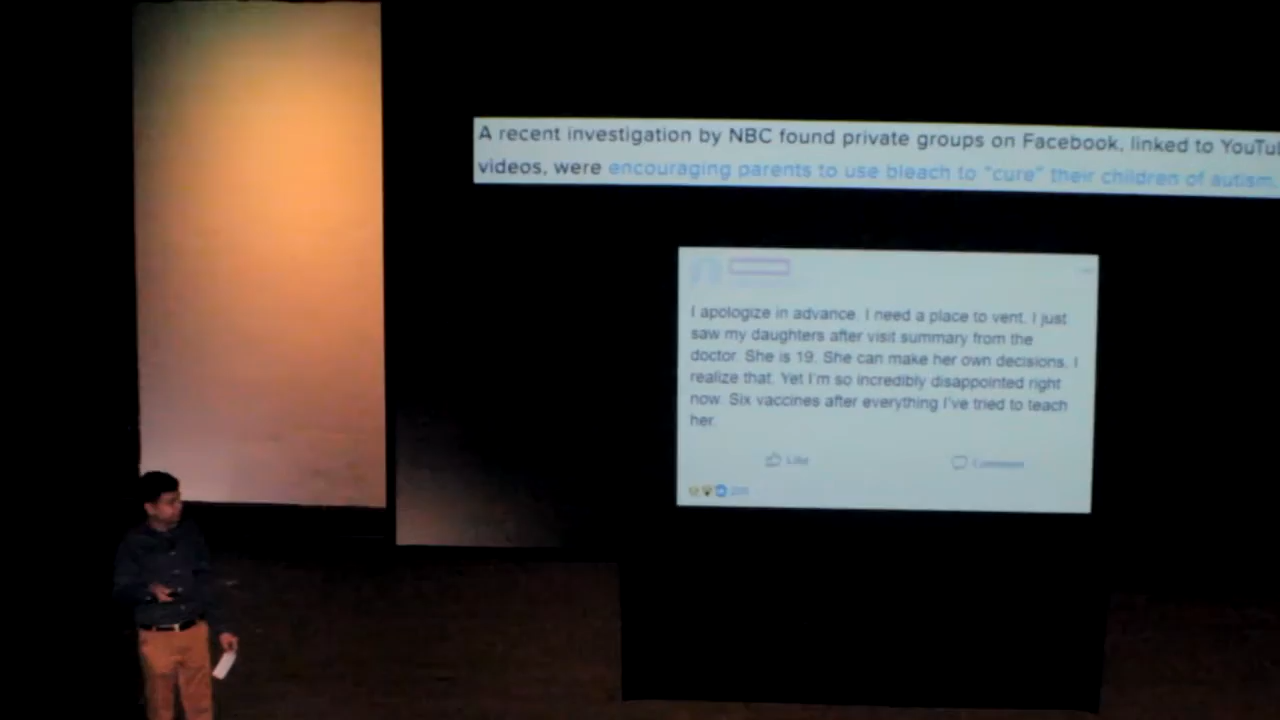 A recent investigation by NBC found private groups on Facebook, linked to
videos, were encouraging parents to use bleach to "cure" their children of autism.
I apologize in advance. I need a place to vent. I just
saw my daughters after visit summary from the
doctor. She is 19. She can make her own decisions. I
realize that. Yet I'm so incredibly disappointed right
now. Six vaccines after everything I've tried to teach
her.
Like Comment